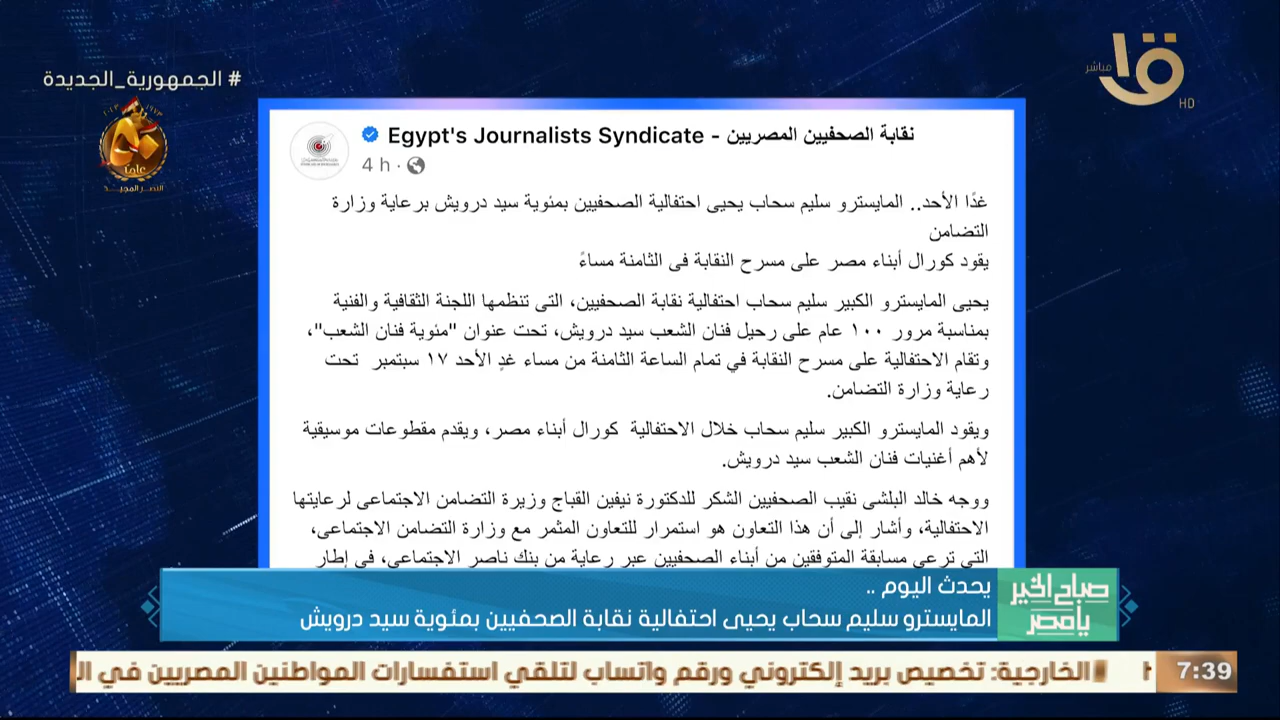 # الجمهورية_الجديدة
مباشر
HD
١٩٧٣
٢٠٢٣
٥٠
عاما
النصر المجيد
Egypt's Journalists Syndicate - نقابة الصحفيين المصريين
4 h ·
غدًا الأحد.. المايسترو سليم سحاب يحيى احتفالية الصحفيين بمئوية سيد درويش برعاية وزارة
التضامن
يقود كورال أبناء مصر على مسرح النقابة فى الثامنة مساءً
يحيى المايسترو الكبير سليم سحاب احتفالية نقابة الصحفيين، التى تنظمها اللجنة الثقافية والفنية
بمناسبة مرور ١٠٠ عام على رحيل فنان الشعب سيد درويش، تحت عنوان "مئوية فنان الشعب"،
وتقام الاحتفالية على مسرح النقابة في تمام الساعة الثامنة من مساء غدٍ الأحد ١٧ سبتمبر تحت
رعاية وزارة التضامن.
ويقود المايسترو الكبير سليم سحاب خلال الاحتفالية كورال أبناء مصر، ويقدم مقطوعات موسيقية
لأهم أغنيات فنان الشعب سيد درويش.
ووجه خالد البلشى نقيب الصحفيين الشكر للدكتورة نيفين القباج وزيرة التضامن الاجتماعى لرعايتها
الاحتفالية، وأشار إلى أن هذا التعاون هو استمرار للتعاون المثمر مع وزارة التضامن الاجتماعى،
التي ترعى مسابقة المتوفقين من أبناء الصحفيين عبر رعاية من بنك ناصر الاجتماعى، فى إطار
يحدث اليوم ..
المايسترو سليم سحاب يحيى احتفالية نقابة الصحفيين بمئوية سيد درويش
صباح الخير
يا مصر
الخارجية: تخصيص بريد إلكتروني ورقم واتساب لتلقي استفسارات المواطنين المصريين في ال
7:39